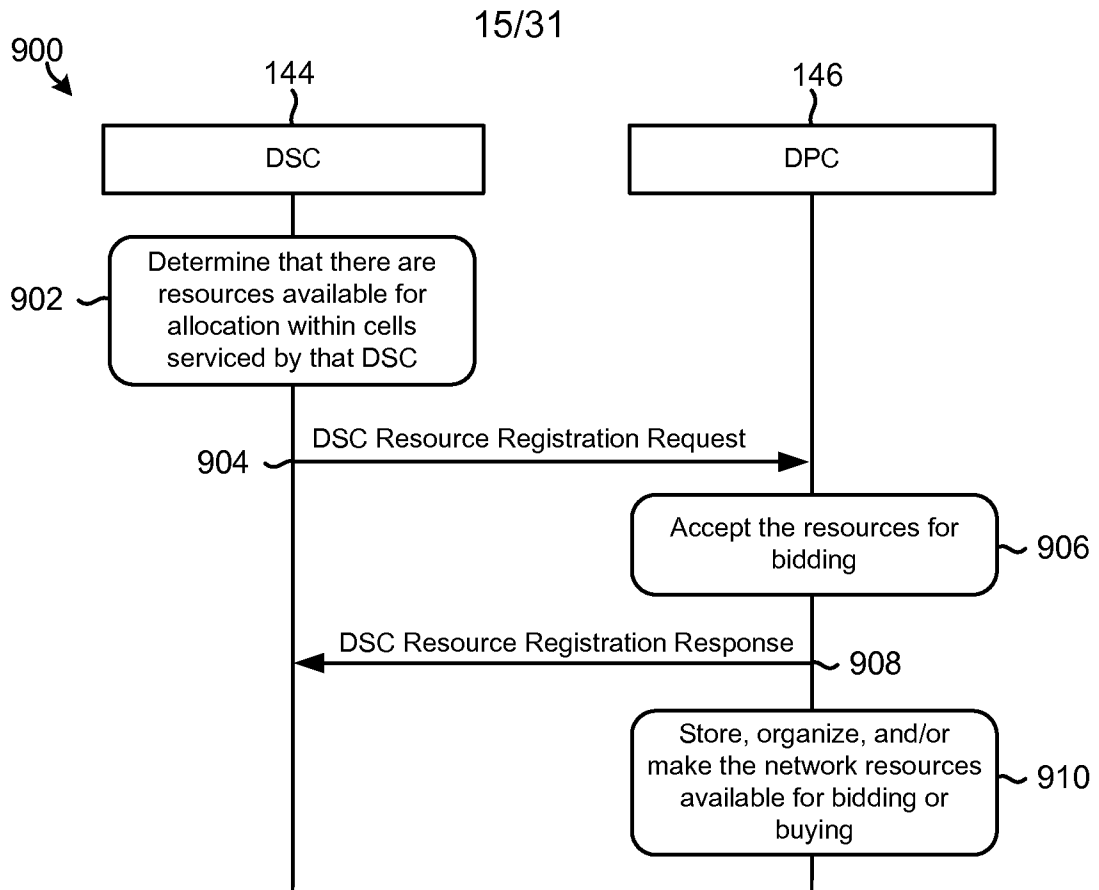 15/31
900
144
146
DSC
DPC
902
Determine that there are
resources available for
allocation within cells
serviced by that DSC
DSC Resource Registration Request
904
Accept the resources for
bidding
906
DSC Resource Registration Response
908
Store, organize, and/or
make the network resources
available for bidding or
buying
910